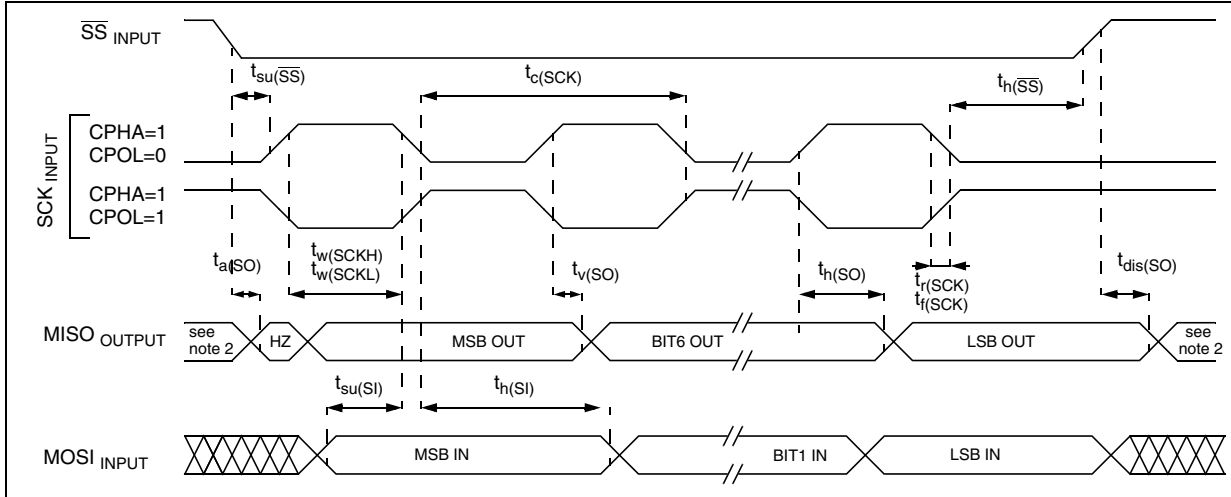 SS INPUT
tsu(SS)
tc(SCK)
th(SS)
SCK INPUT
CPHA=1
CPOL=0
CPHA=1
CPOL=1
ta(SO)
tw(SCKH)
tw(SCKL)
tv(SO)
th(SO)
tr(SCK)
tf(SCK)
tdis(SO)
MISO OUTPUT
see
note 2
HZ
MSB OUT
BIT6 OUT
LSB OUT
see
note 2
tsu(SI)
th(SI)
MOSI INPUT
MSB IN
BIT1 IN
LSB IN